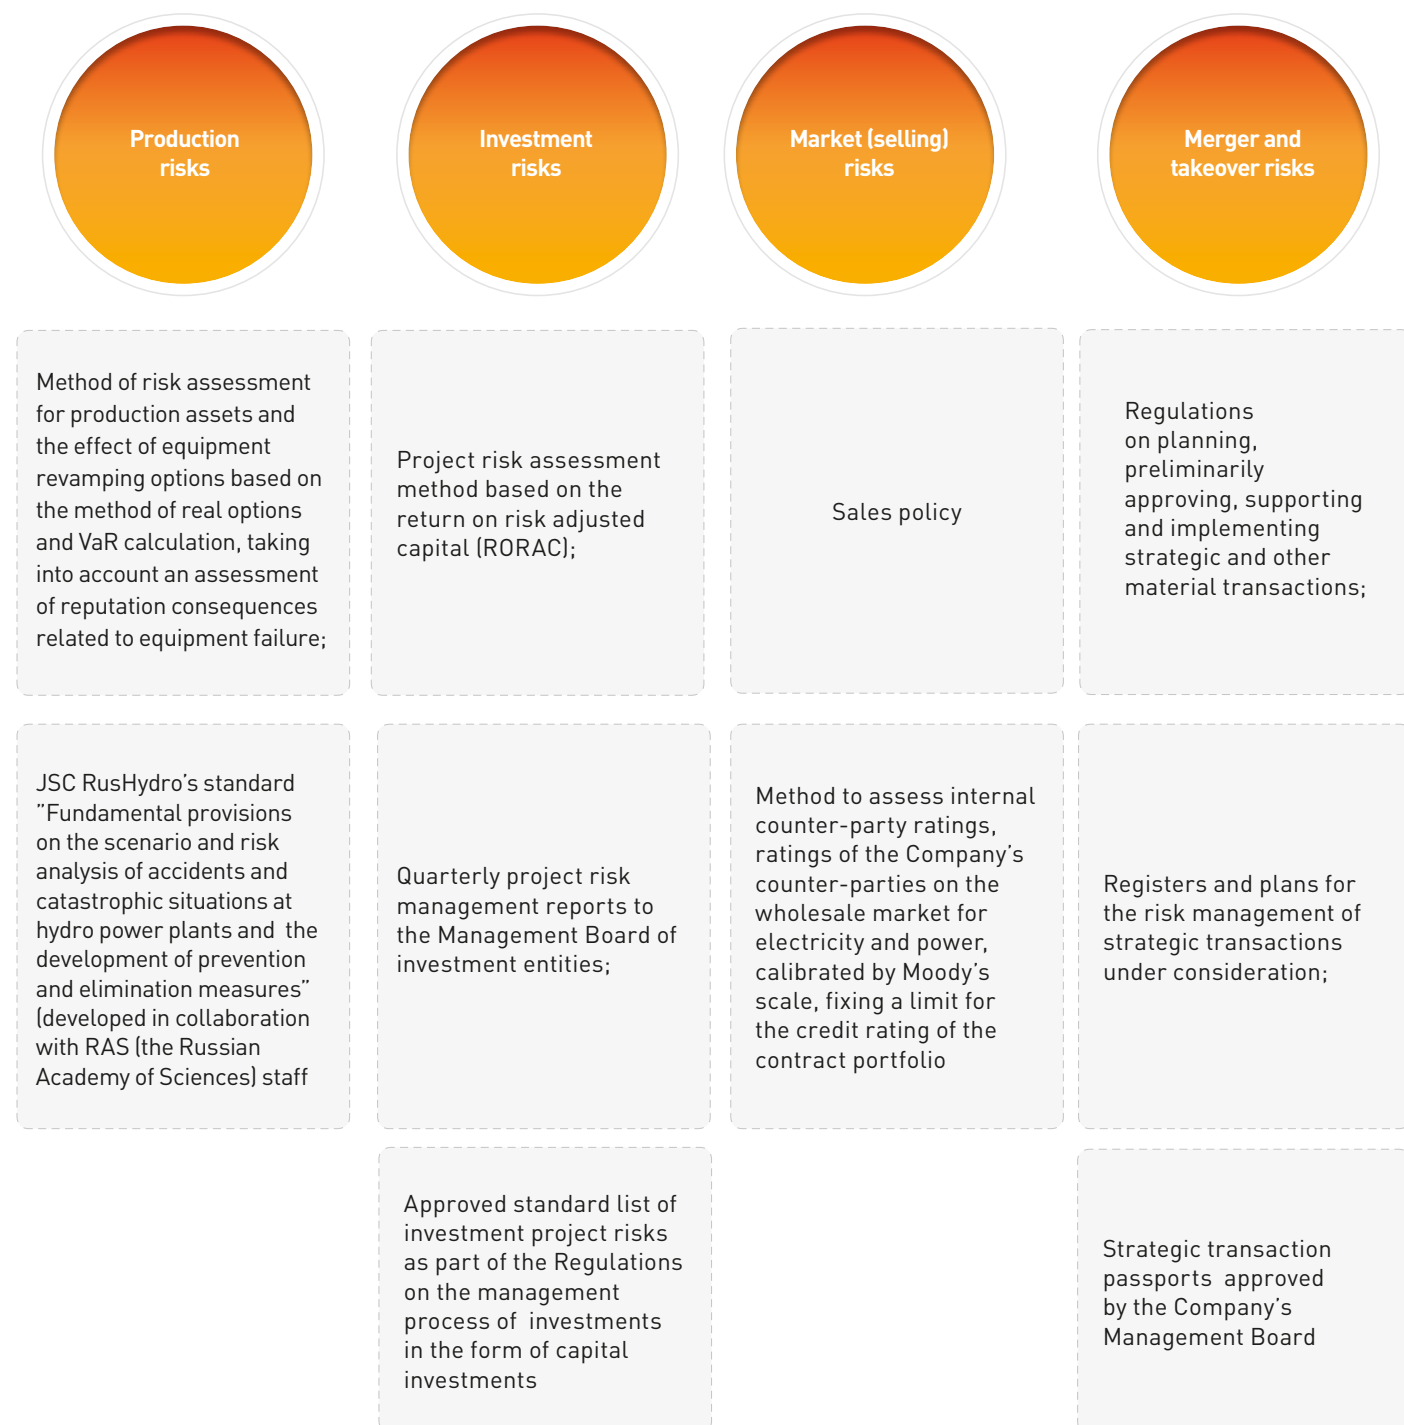 Production
risks
Investment
risks
Market (selling)
risks
Merger and
takeover risks
Method of risk assessment
for production assets and
the effect of equipment
revamping options based on
the method of real options
and VaR calculation, taking
into account an assessment
of reputation consequences
related to equipment failure;
Project risk assessment
method based on the
return on risk adjusted
capital (RORAC);
Sales policy
Regulations
on planning,
preliminarily
approving, supporting
and implementing
strategic and other
material transactions;
JSC RusHydro’s standard
”Fundamental provisions
on the scenario and risk
analysis of accidents and
catastrophic situations at
hydro power plants and the
development of prevention
and elimination measures”
(developed in collaboration
with RAS (the Russian
Academy of Sciences) staff
Quarterly project risk
management reports to
the Management Board of
investment entities;
Method to assess internal
counter-party ratings,
ratings of the Company’s
counter-parties on the
wholesale market for
electricity and power,
calibrated by Moody’s
scale, fixing a limit for
the credit rating of the
contract portfolio
Registers and plans for
the risk management of
strategic transactions
under consideration;
Approved standard list of
investment project risks
as part of the Regulations
on the management
process of investments
in the form of capital
investments
Strategic transaction
passports approved
by the Company’s
Management Board